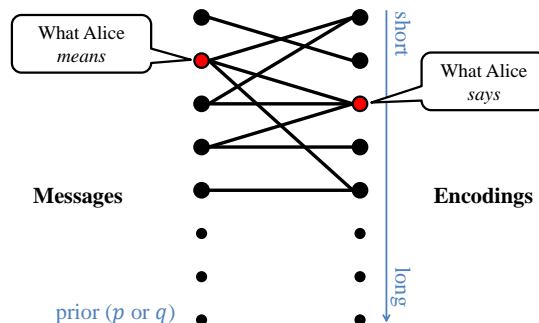 What Alice
means
short
What Alice
says
Messages
Encodings
long
prior (p or q)